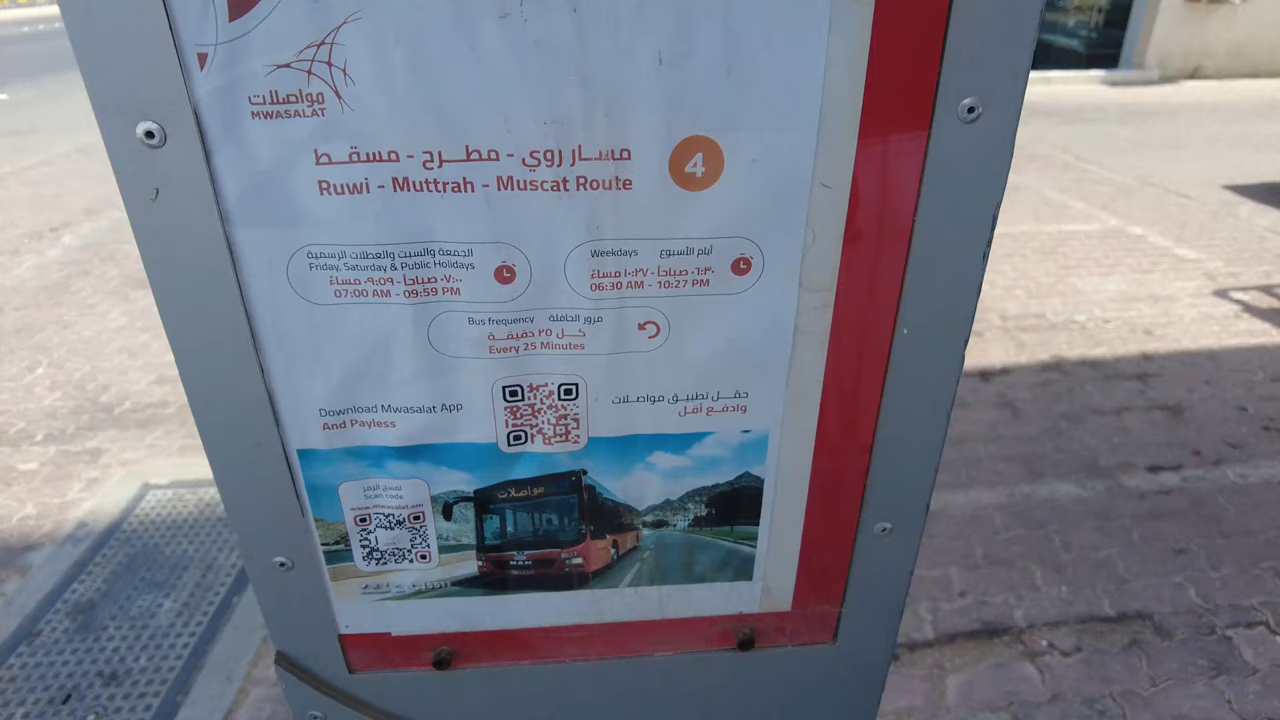 مواصلات
MWASALAT
مسار روي - مطرح - مسقط
Ruwi - Muttrah - Muscat Route
4
الجمعة والسبت والعطلات الرسمية
Friday, Saturday & Public Holidays
٠٧:٠٠ صباحاً - ٠٩:٥٩ مساءً
07:00 AM - 09:59 PM
Weekdays أيام الأسبوع
٠٦:٣٠ صباحاً - ١٠:٢٧ مساءً
06:30 AM - 10:27 PM
Bus frequency مرور الحافلة
كل ٢٥ دقيقة
Every 25 Minutes
Download Mwasalat App
And Payless
حمّل تطبيق مواصلات
وادفع أقل
لمسح الرمز
Scan code
www.mwasalat.om
مواصلات
MAN